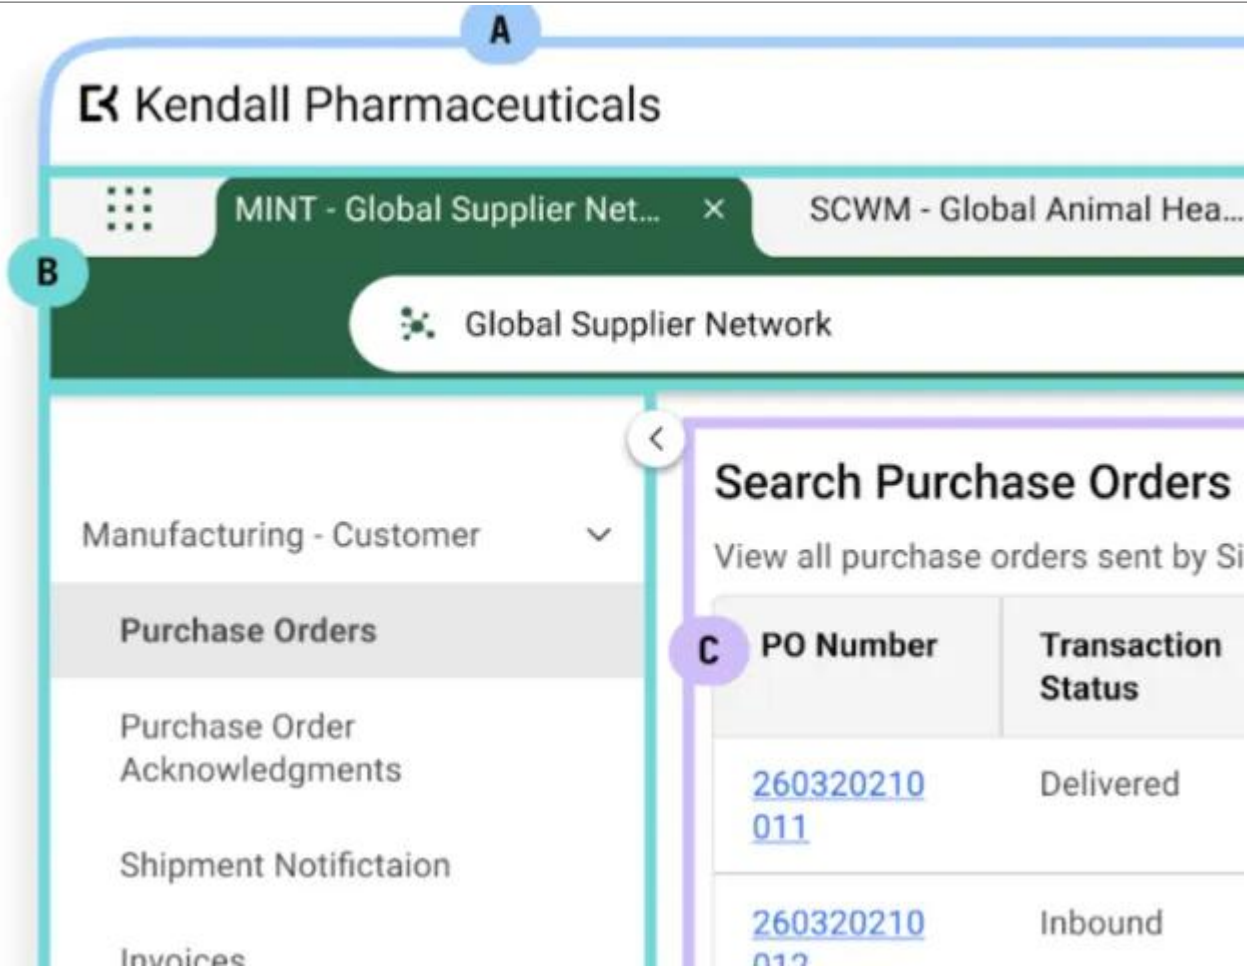 A
Kendall Pharmaceuticals
MINT - Global Supplier Net...
SCWM - Global Animal Hea...
B
Global Supplier Network
Search Purchase Orders
Manufacturing - Customer
View all purchase orders sent by Si
Purchase Orders
C
PO Number
Transaction
Status
Purchase Order
Acknowledgments
260320210
011
Delivered
Shipment Notifictaion
260320210
012
Inbound
Invoices